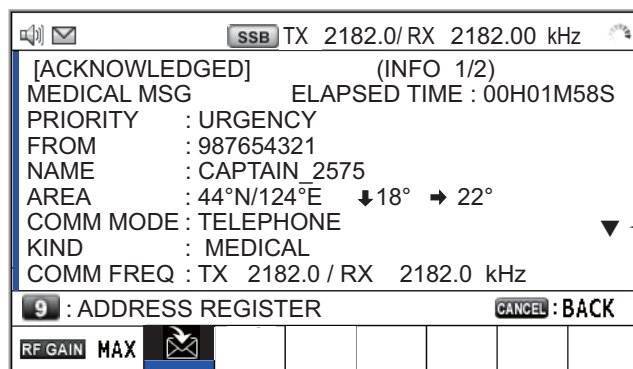 SSB TX 2182.0/ RX 2182.00 kHz
[ACKNOWLEDGED] (INFO 1/2)
MEDICAL MSG ELAPSED TIME : 00H01M58S
PRIORITY : URGENCY
FROM : 987654321
NAME : CAPTAIN_2575
AREA : 44°N/124°E ⬇18° ➡ 22°
COMM MODE : TELEPHONE
KIND : MEDICAL
COMM FREQ : TX 2182.0 / RX 2182.0 kHz
9 : ADDRESS REGISTER CANCEL : BACK
RF GAIN MAX